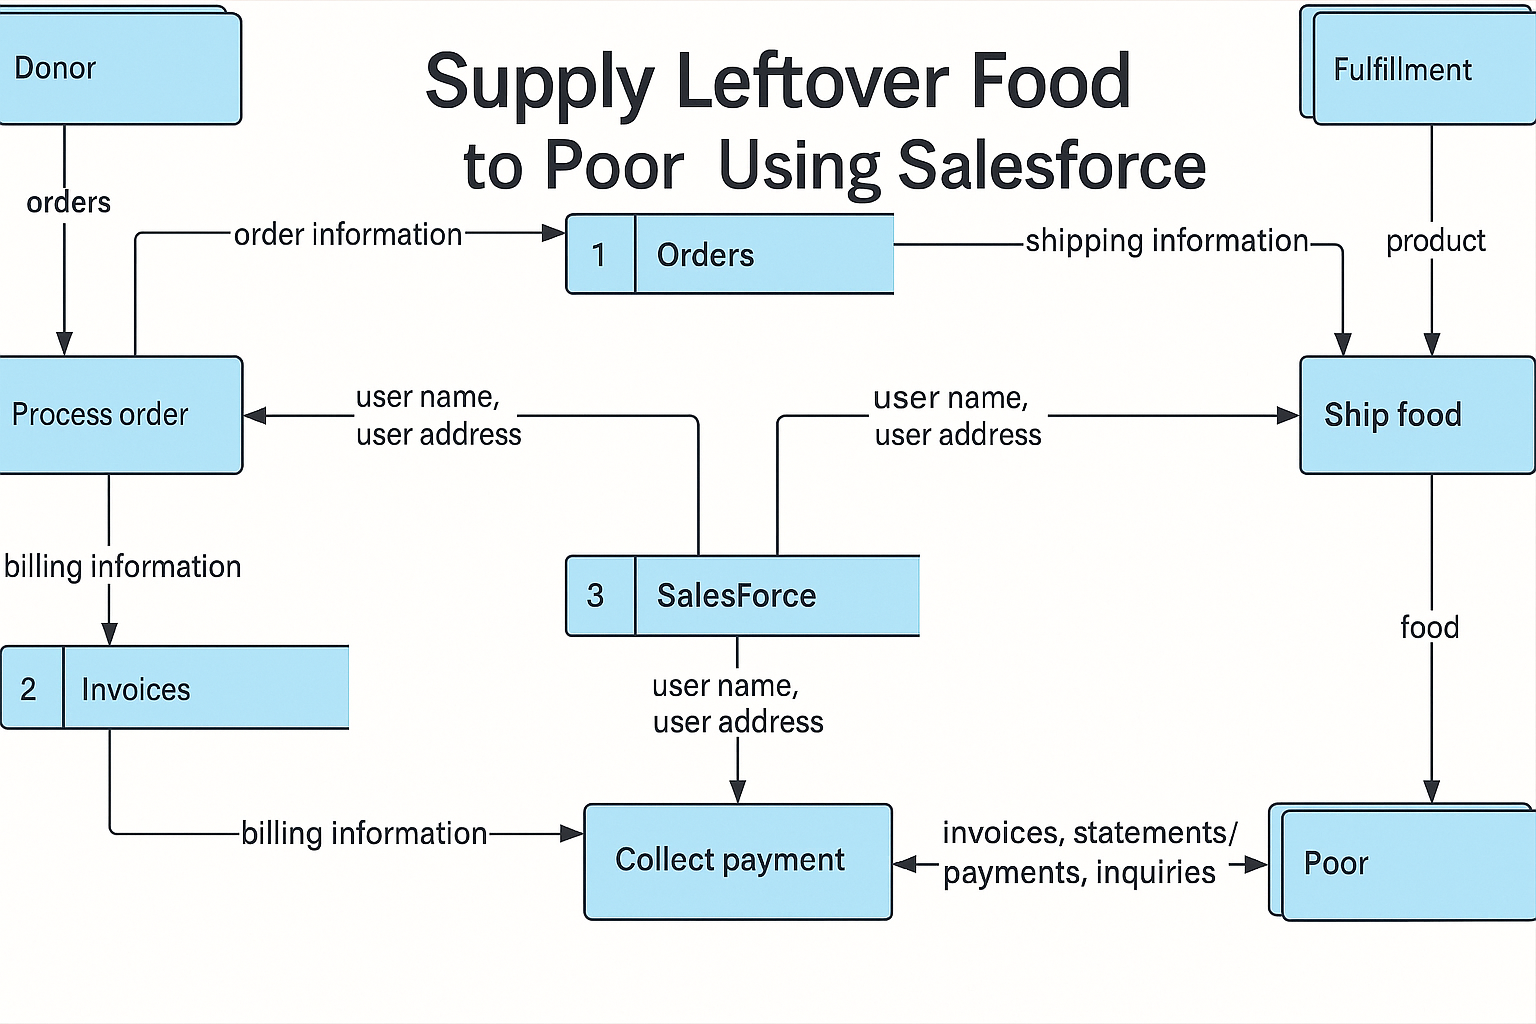 Donor
Supply Leftover Food
to Poor Using Salesforce
Fulfillment
orders
order information
1 Orders
shipping information
product
Process order
user name,
user address
user name,
user address
Ship food
billing information
3 SalesForce
food
2 Invoices
user name,
user address
billing information
Collect payment
invoices, statements/
payments, inquiries
Poor